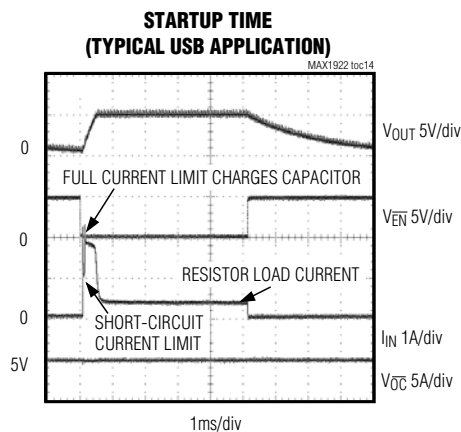 STARTUP TIME
(TYPICAL USB APPLICATION)
MAX1922 toc14
0
VOUT 5V/div
FULL CURRENT LIMIT CHARGES CAPACITOR
VEN 5V/div
0
RESISTOR LOAD CURRENT
0
SHORT-CIRCUIT
CURRENT LIMIT
IIN 1A/div
5V
VOC 5A/div
1ms/div